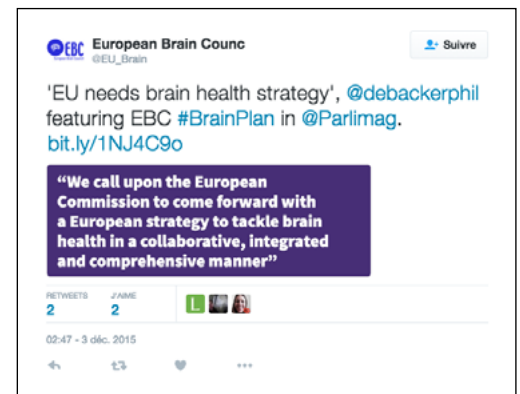 EBC
European Brain Counc
@EU_Brain
Suivre
'EU needs brain health strategy', @debackerphil
featuring EBC #BrainPlan in @Parlimag.
bit.ly/1NJ4C9o
“We call upon the European
Commission to come forward with
a European strategy to tackle brain
health in a collaborative, integrated
and comprehensive manner”
RETWEETS J'AIME
2 2
L
02:47 - 3 déc. 2015